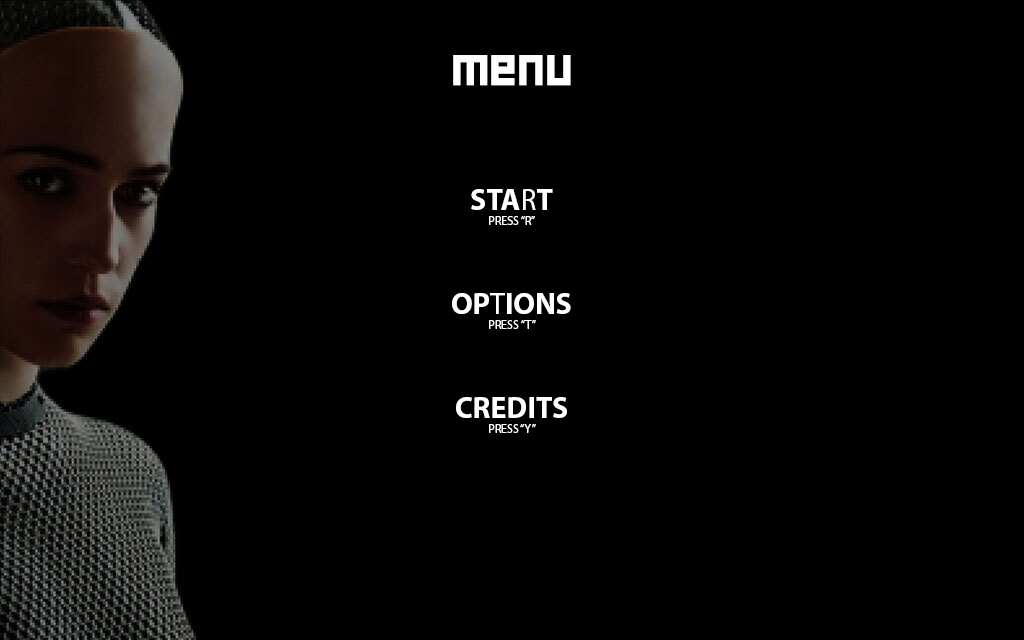 menu
START
PRESS “R”
OPTIONS
PRESS “T”
CREDITS
PRESS “Y”